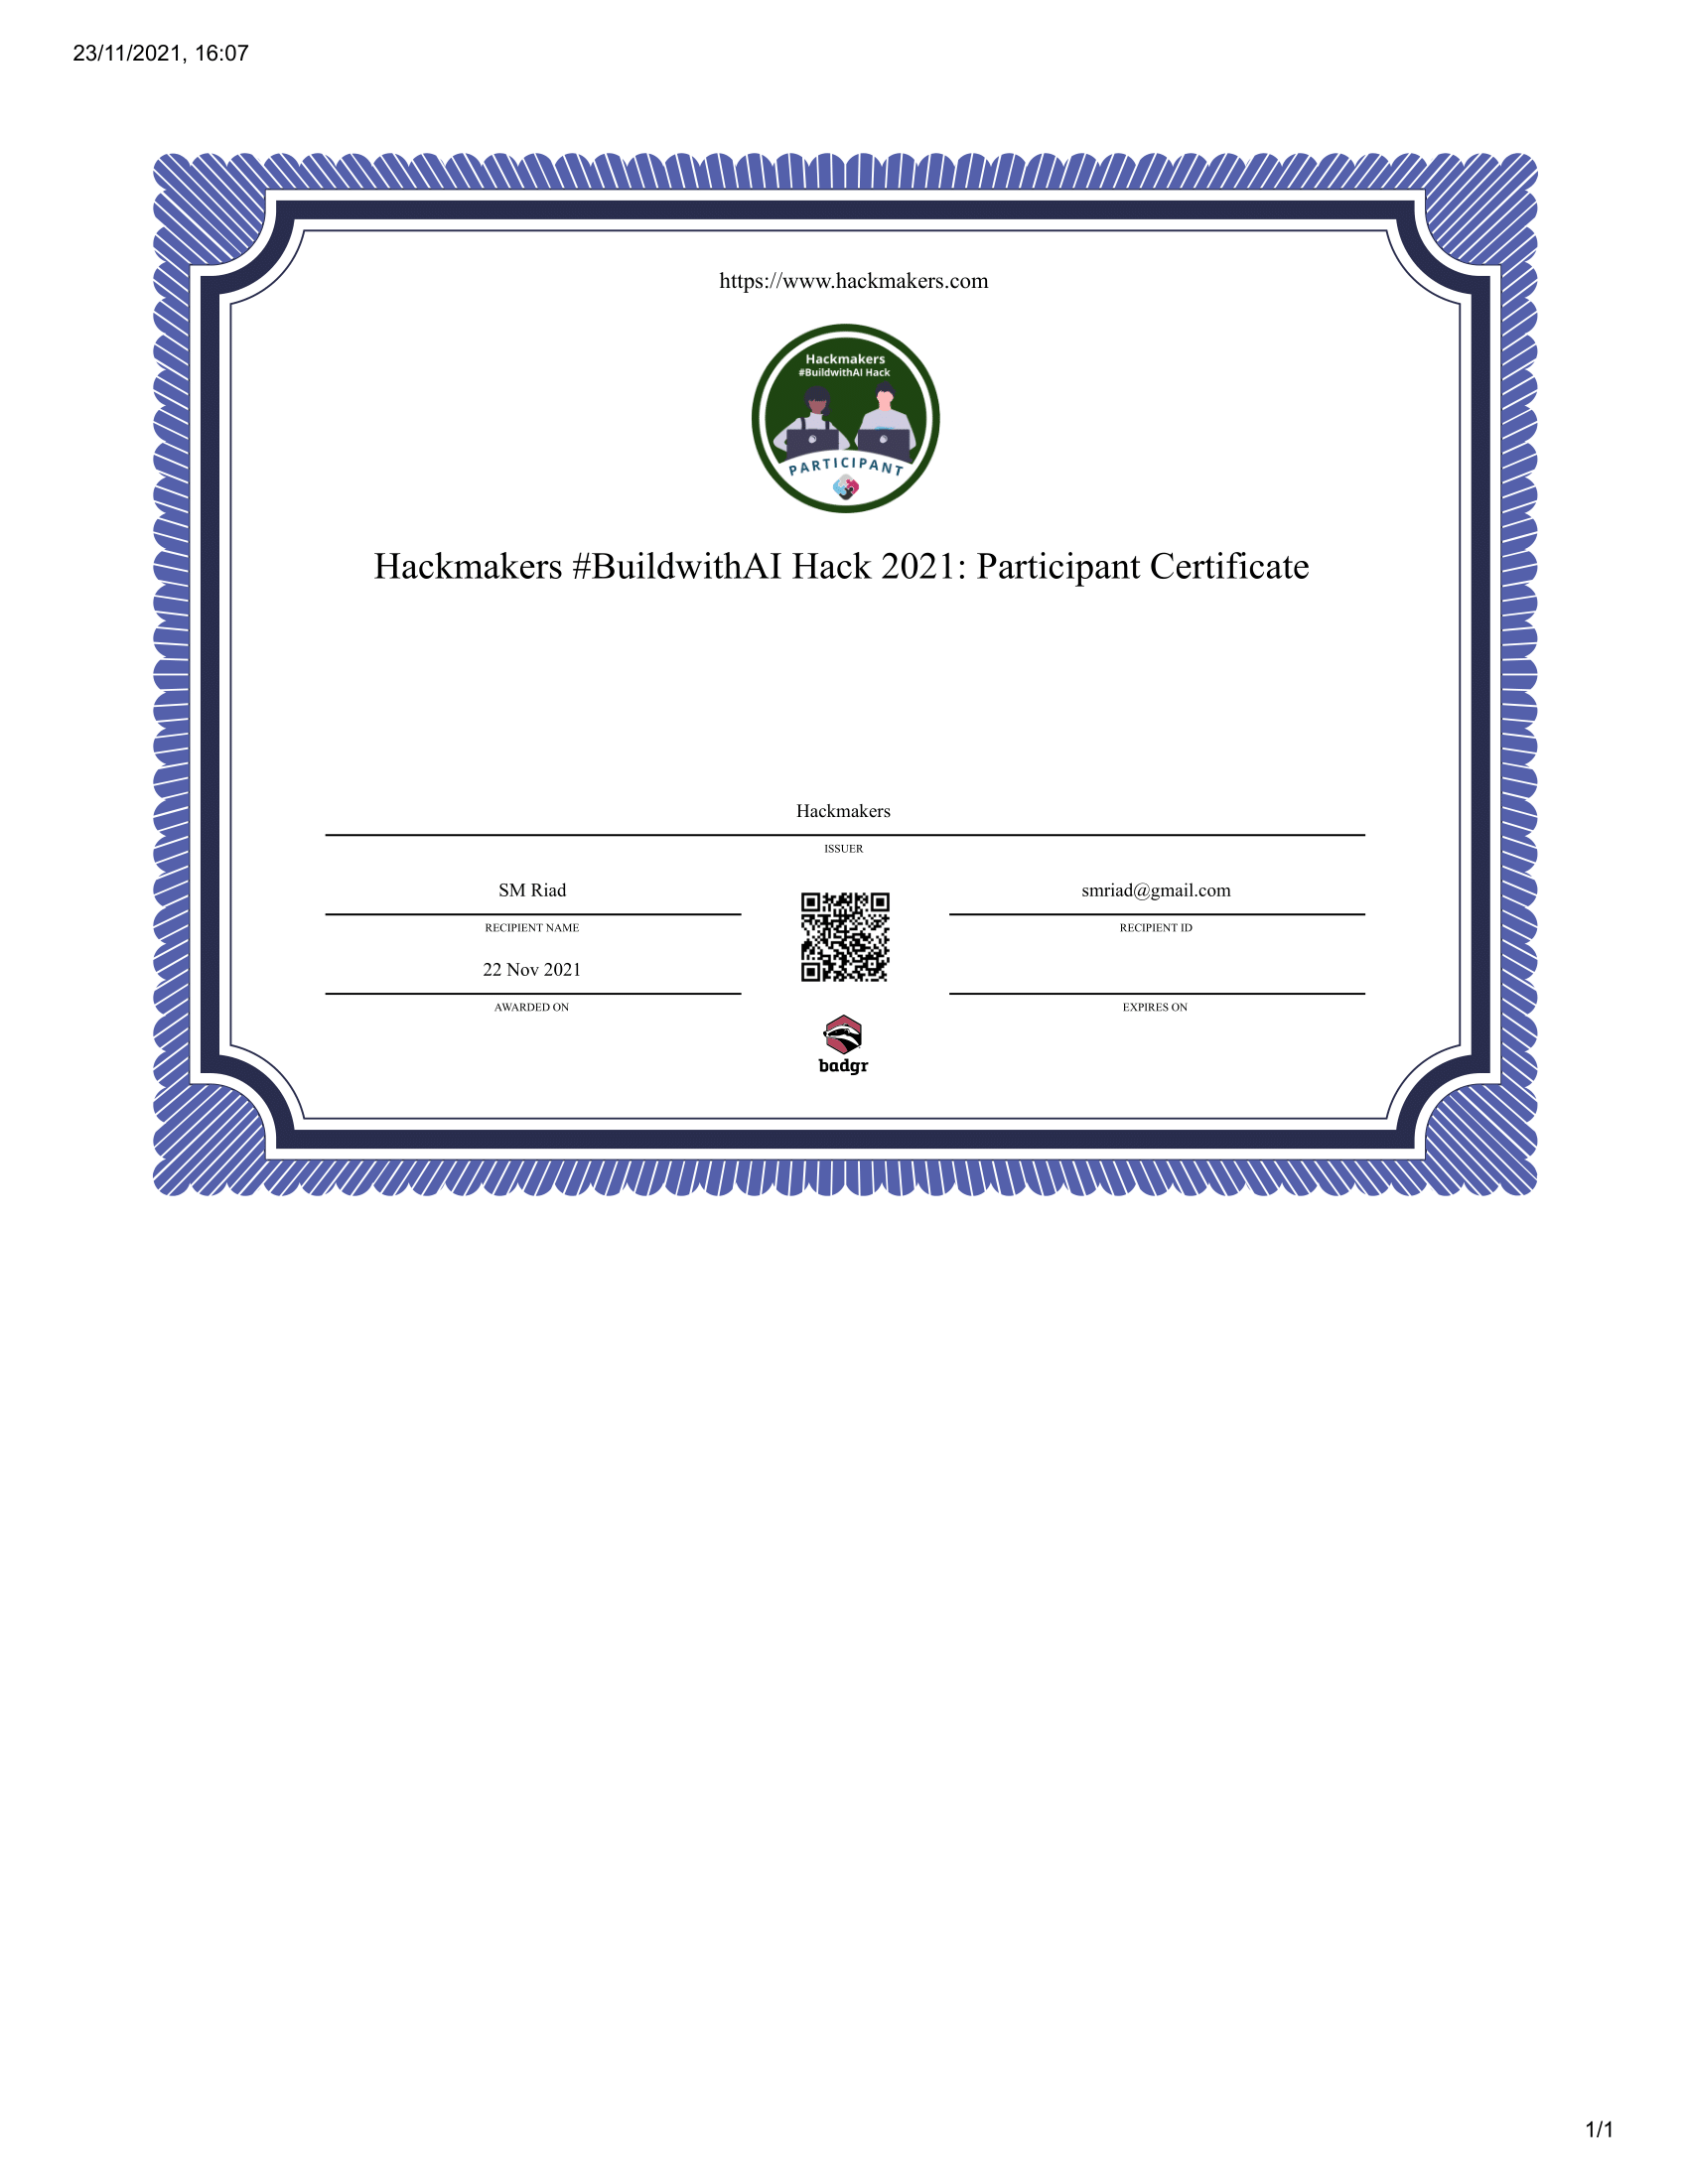 23/11/2021, 16:07
https://www.hackmakers.com
Hackmakers
#BuildwithAI Hack
PARTICIPANT
Hackmakers #BuildwithAI Hack 2021: Participant Certificate
Hackmakers
ISSUER
SM Riad
smriad@gmail.com
RECIPIENT NAME
RECIPIENT ID
22 Nov 2021
AWARDED ON
EXPIRES ON
badgr
1/1